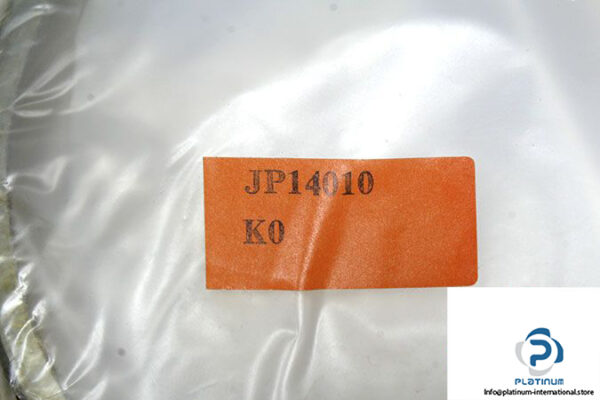 JP14010
K0
PLATINUM
Info@platinum-international.store